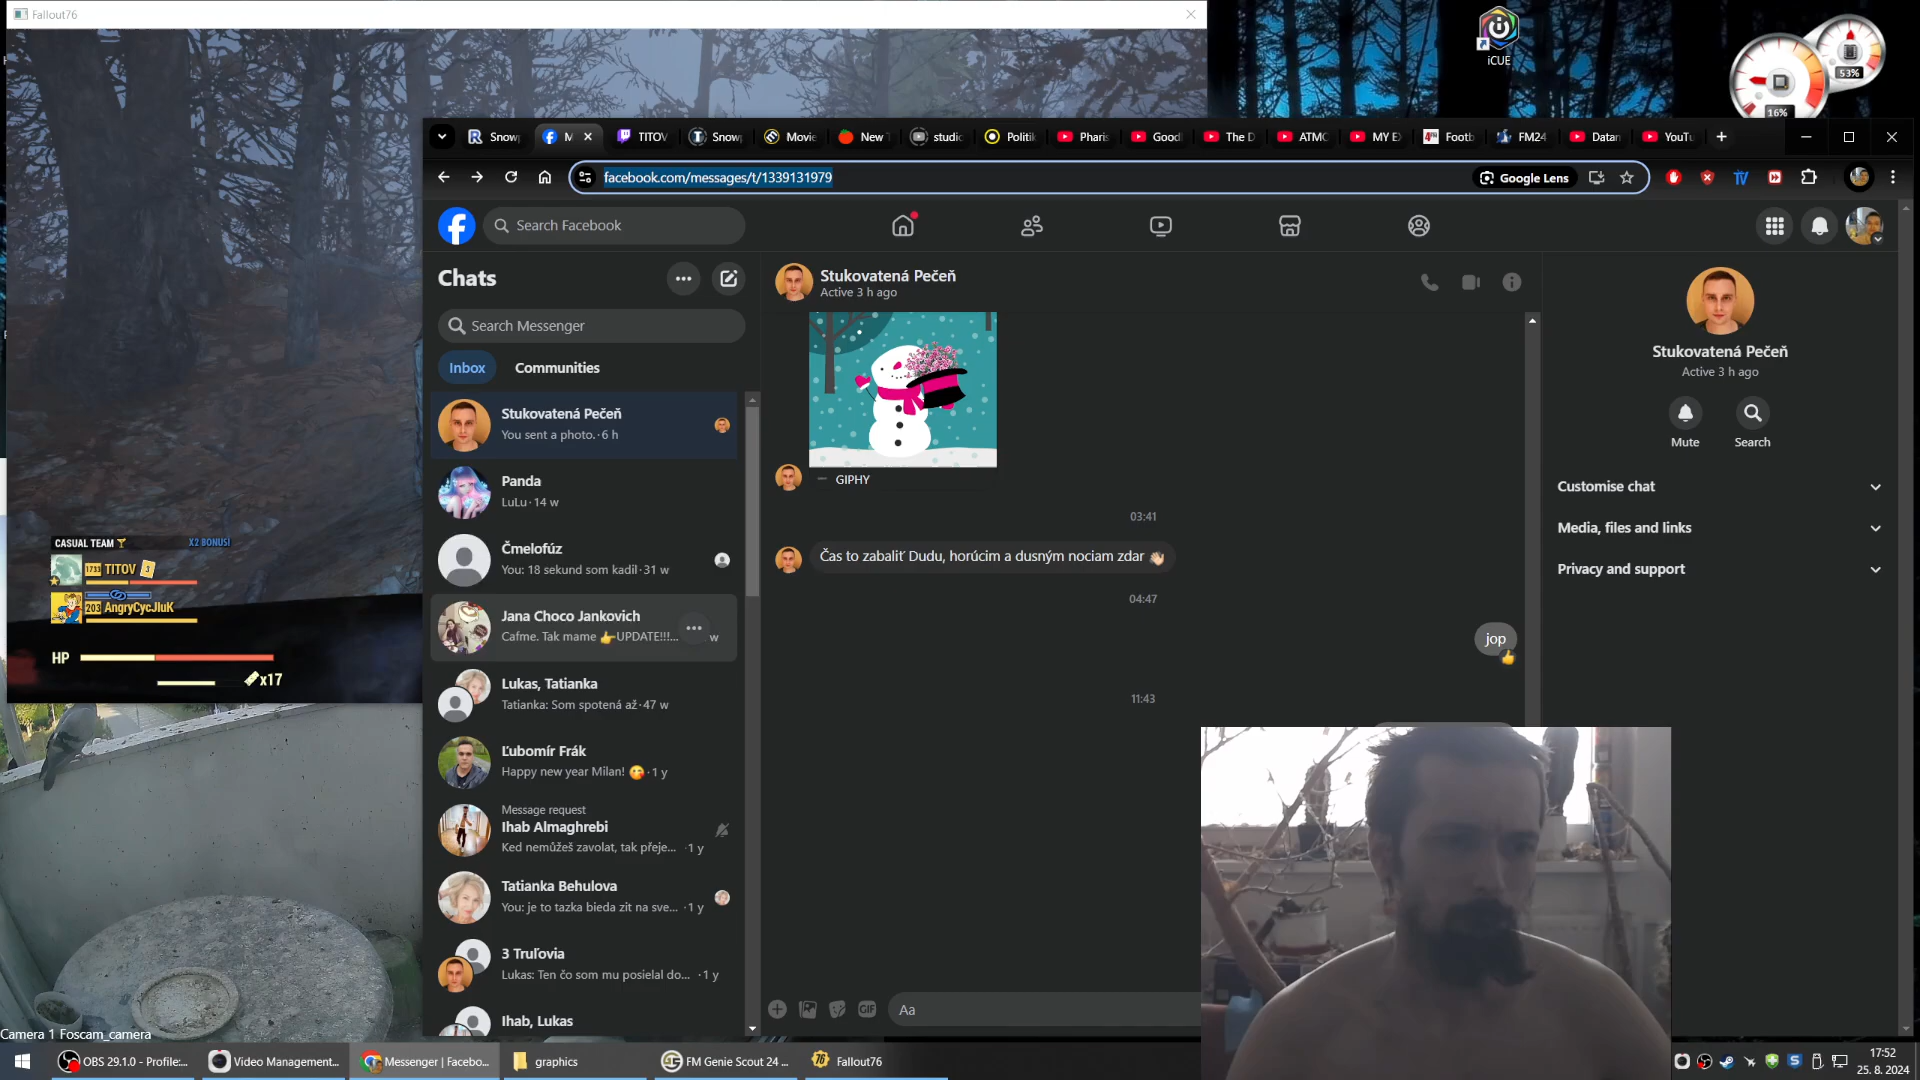 Fallout76
iCUE
53%
16%
Snow
M
TITOV
Snow
Movie
New
studio
Politik
Pharis
Good
The D
ATMO
MY E
Footb
FM24
Datan
YouTu
facebook.com/messages/t/1339131979
Google Lens
Search Facebook
Chats
Search Messenger
Inbox
Communities
Stukovatená Pečeň
You sent a photo. · 6 h
Panda
LuLu · 14 w
Čmelofúz
You: 18 sekund som kadil · 31 w
Jana Choco Jankovich
Cafme. Tak mame 👉UPDATE!!!... w
Lukas, Tatianka
Tatianka: Som spotená až · 47 w
Ľubomír Frák
Happy new year Milan! 😋 · 1 y
Message request
Ihab Almaghrebi
Ked nemůžeš zavolat, tak přeje... · 1 y
Tatianka Behulova
You: je to tazka bieda zit na sve... · 1 y
3 Truľovia
Lukas: Ten čo som mu posielal do... · 1 y
Ihab, Lukas
Stukovatená Pečeň
Active 3 h ago
GIPHY
03:41
Čas to zabaliť Dudu, horúcim a dusným nociam zdar 👋🏻
04:47
jop
👍
11:43
GIF
Aa
Stukovatená Pečeň
Active 3 h ago
Mute
Search
Customise chat
Media, files and links
Privacy and support
CASUAL TEAM
X2 BONUS!
1733 TITOV 3
203 AngryCycJIuK
HP
x17
Camera 1 Foscam_camera
OBS 29.1.0 - Profile:...
Video Management...
Messenger | Facebo...
graphics
FM Genie Scout 24 ...
Fallout76
17:52
25. 8. 2024